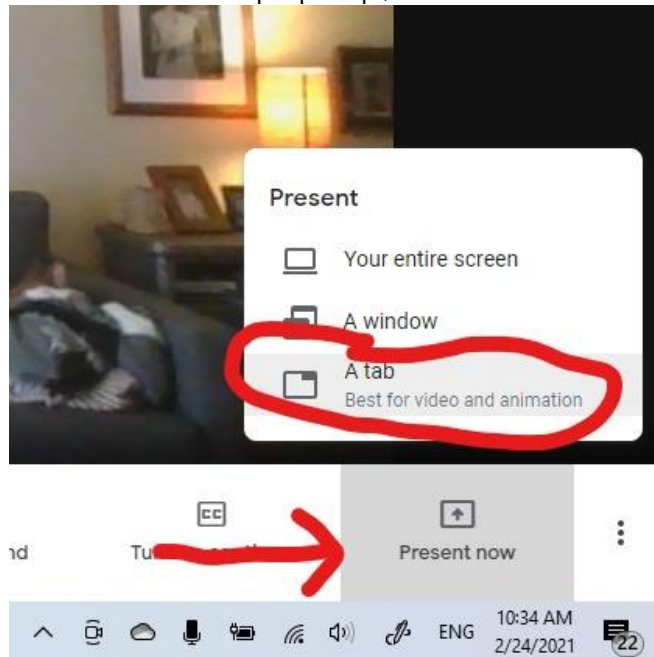 Present
Your entire screen
A window
A tab
Best for video and animation
Present now
ENG
10:34 AM
2/24/2021
22